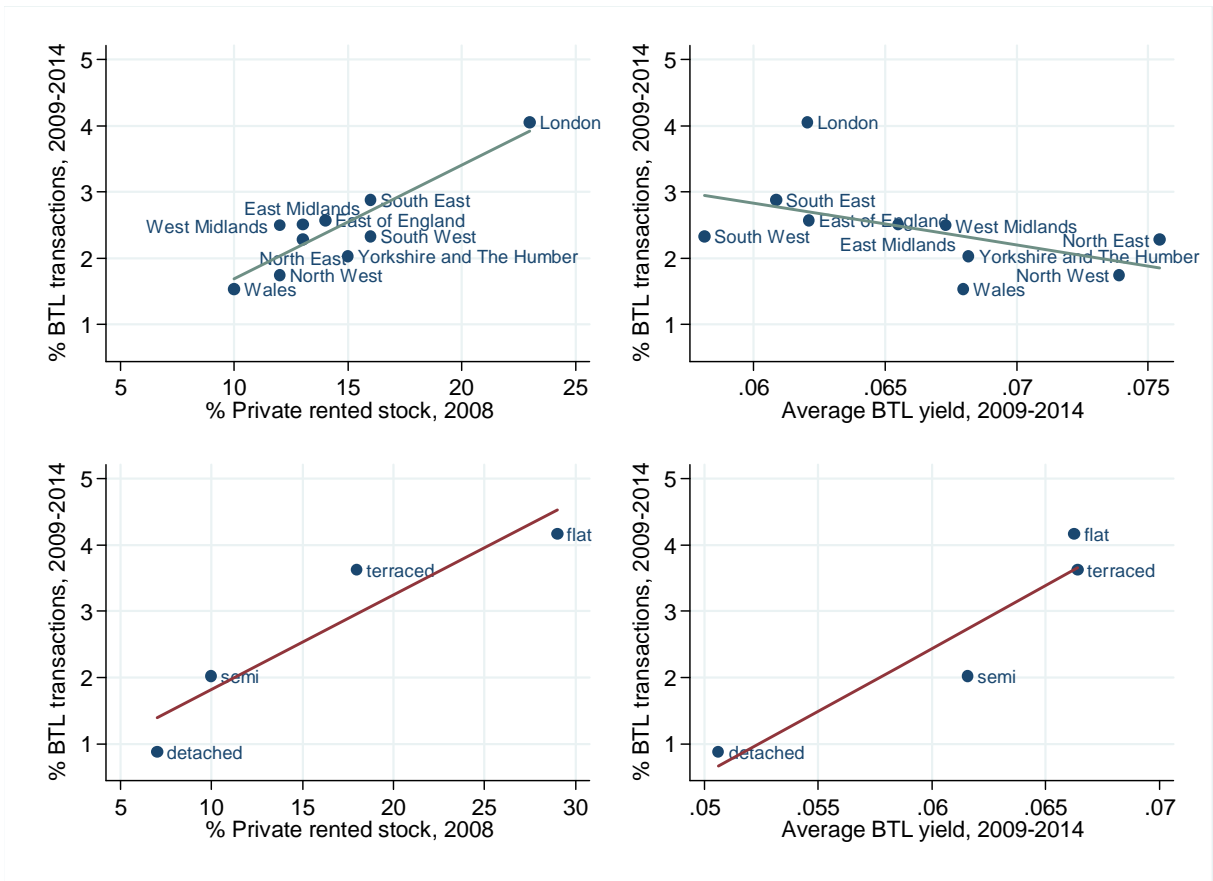 % BTL transactions, 2009-2014
5
4
3
2
1
London
South East
East Midlands
East of England
West Midlands
South West
North East
Yorkshire and The Humber
North West
Wales
5 10 15 20 25
% Private rented stock, 2008
% BTL transactions, 2009-2014
5
4
3
2
1
London
South East
East of England
West Midlands
South West
East Midlands
North East
Yorkshire and The Humber
North West
Wales
.06 .065 .07 .075
Average BTL yield, 2009-2014
% BTL transactions, 2009-2014
5
4
3
2
1
flat
terraced
semi
detached
5 10 15 20 25 30
% Private rented stock, 2008
% BTL transactions, 2009-2014
5
4
3
2
1
flat
terraced
semi
detached
.05 .055 .06 .065 .07
Average BTL yield, 2009-2014